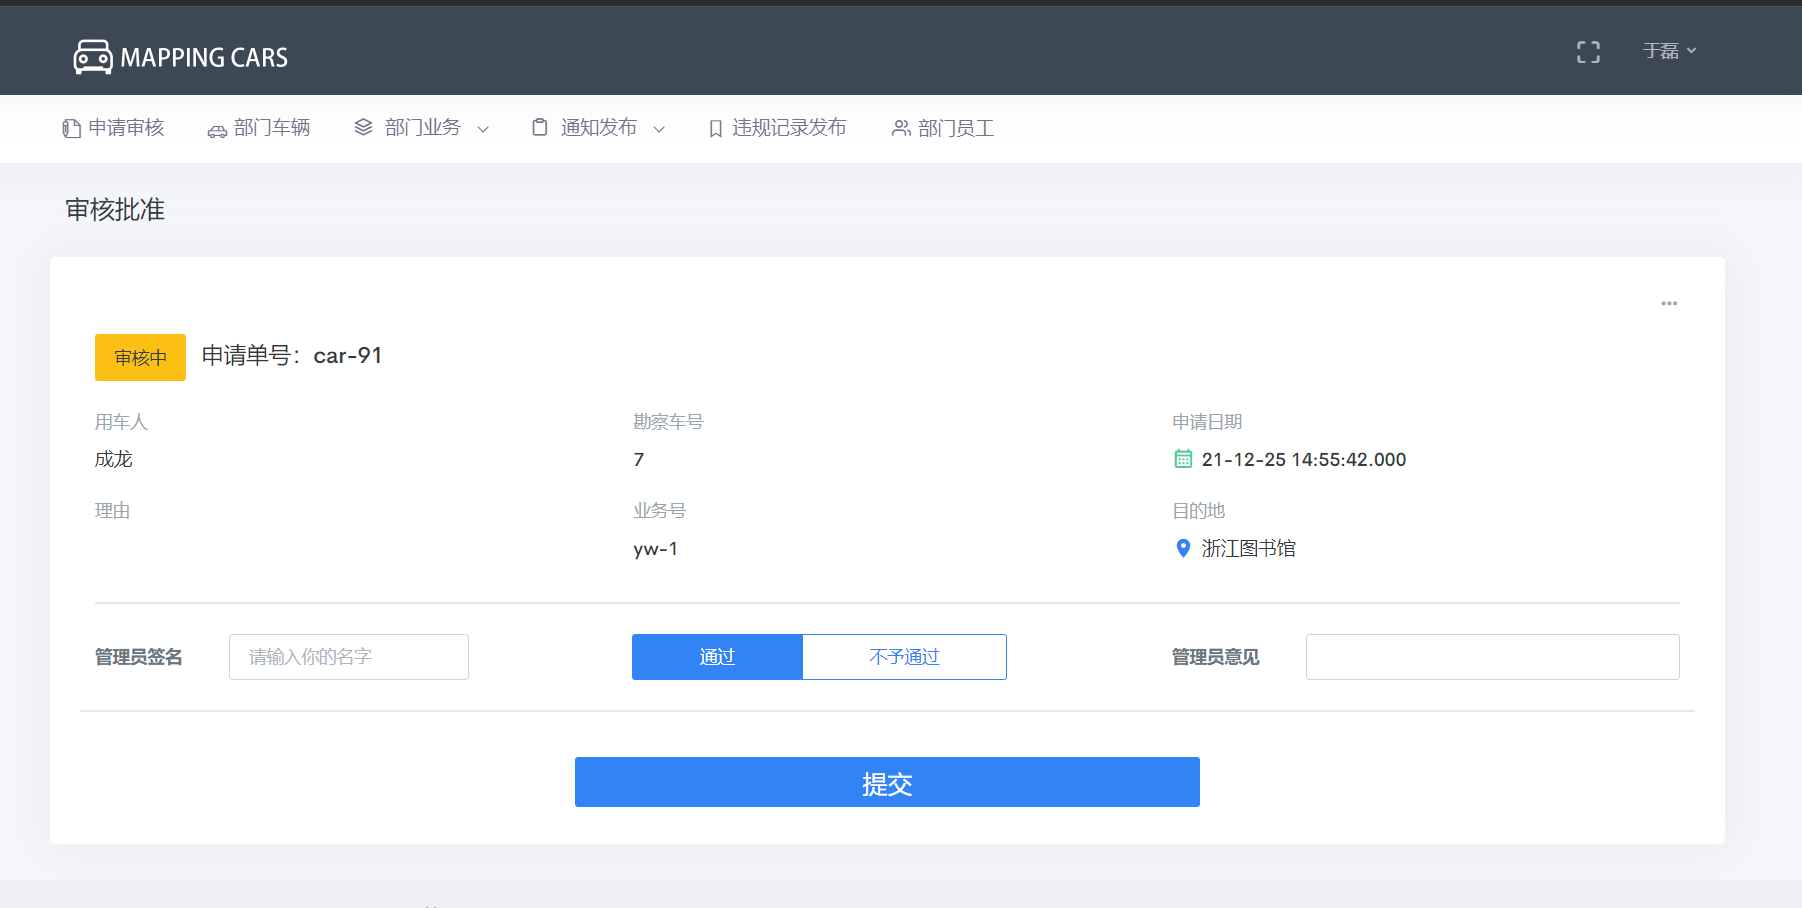 MAPPING CARS
于磊
申请审核 部门车辆 部门业务 通知发布 违规记录发布 部门员工
审核批准
审核中 申请单号：car-91
用车人 勘察车号 申请日期
成龙 7 21-12-25 14:55:42.000
理由 业务号 目的地
yw-1 浙江图书馆
管理员签名 请输入你的名字 通过 不予通过 管理员意见
提交